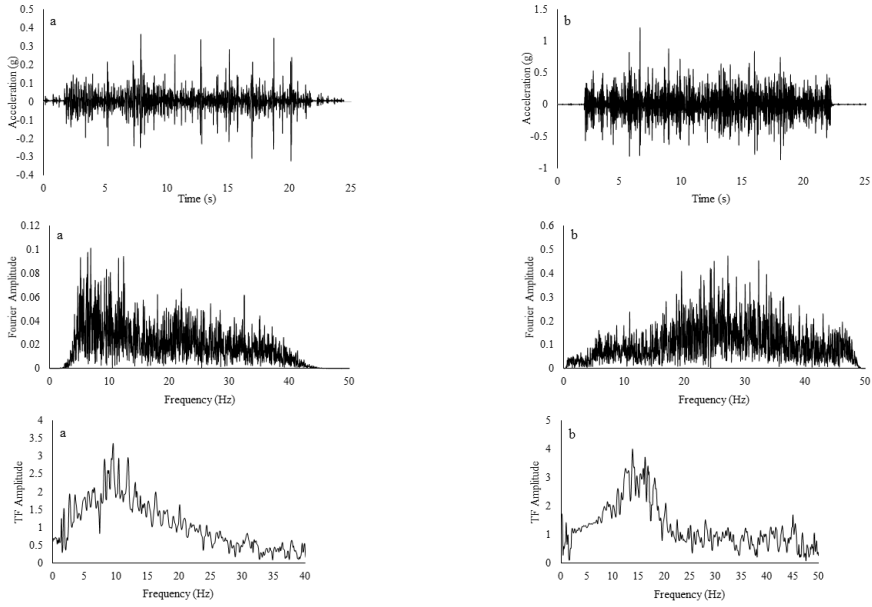 a
Acceleration (g)
0.5
0.4
0.3
0.2
0.1
0
-0.1
-0.2
-0.3
-0.4
0 5 10 15 20 25
Time (s)
b
Acceleration (g)
1.5
1
0.5
0
-0.5
-1
0 5 10 15 20 25
Time (s)
a
Fourier Amplitude
0.12
0.1
0.08
0.06
0.04
0.02
0
0 10 20 30 40 50
Frequency (Hz)
b
Fourier Amplitude
0.6
0.5
0.4
0.3
0.2
0.1
0
0 10 20 30 40 50
Frequency (Hz)
a
TF Amplitude
4
3.5
3
2.5
2
1.5
1
0.5
0
0 5 10 15 20 25 30 35 40
Frequency (Hz)
b
TF Amplitude
5
4
3
2
1
0
0 5 10 15 20 25 30 35 40 45 50
Frequency (Hz)